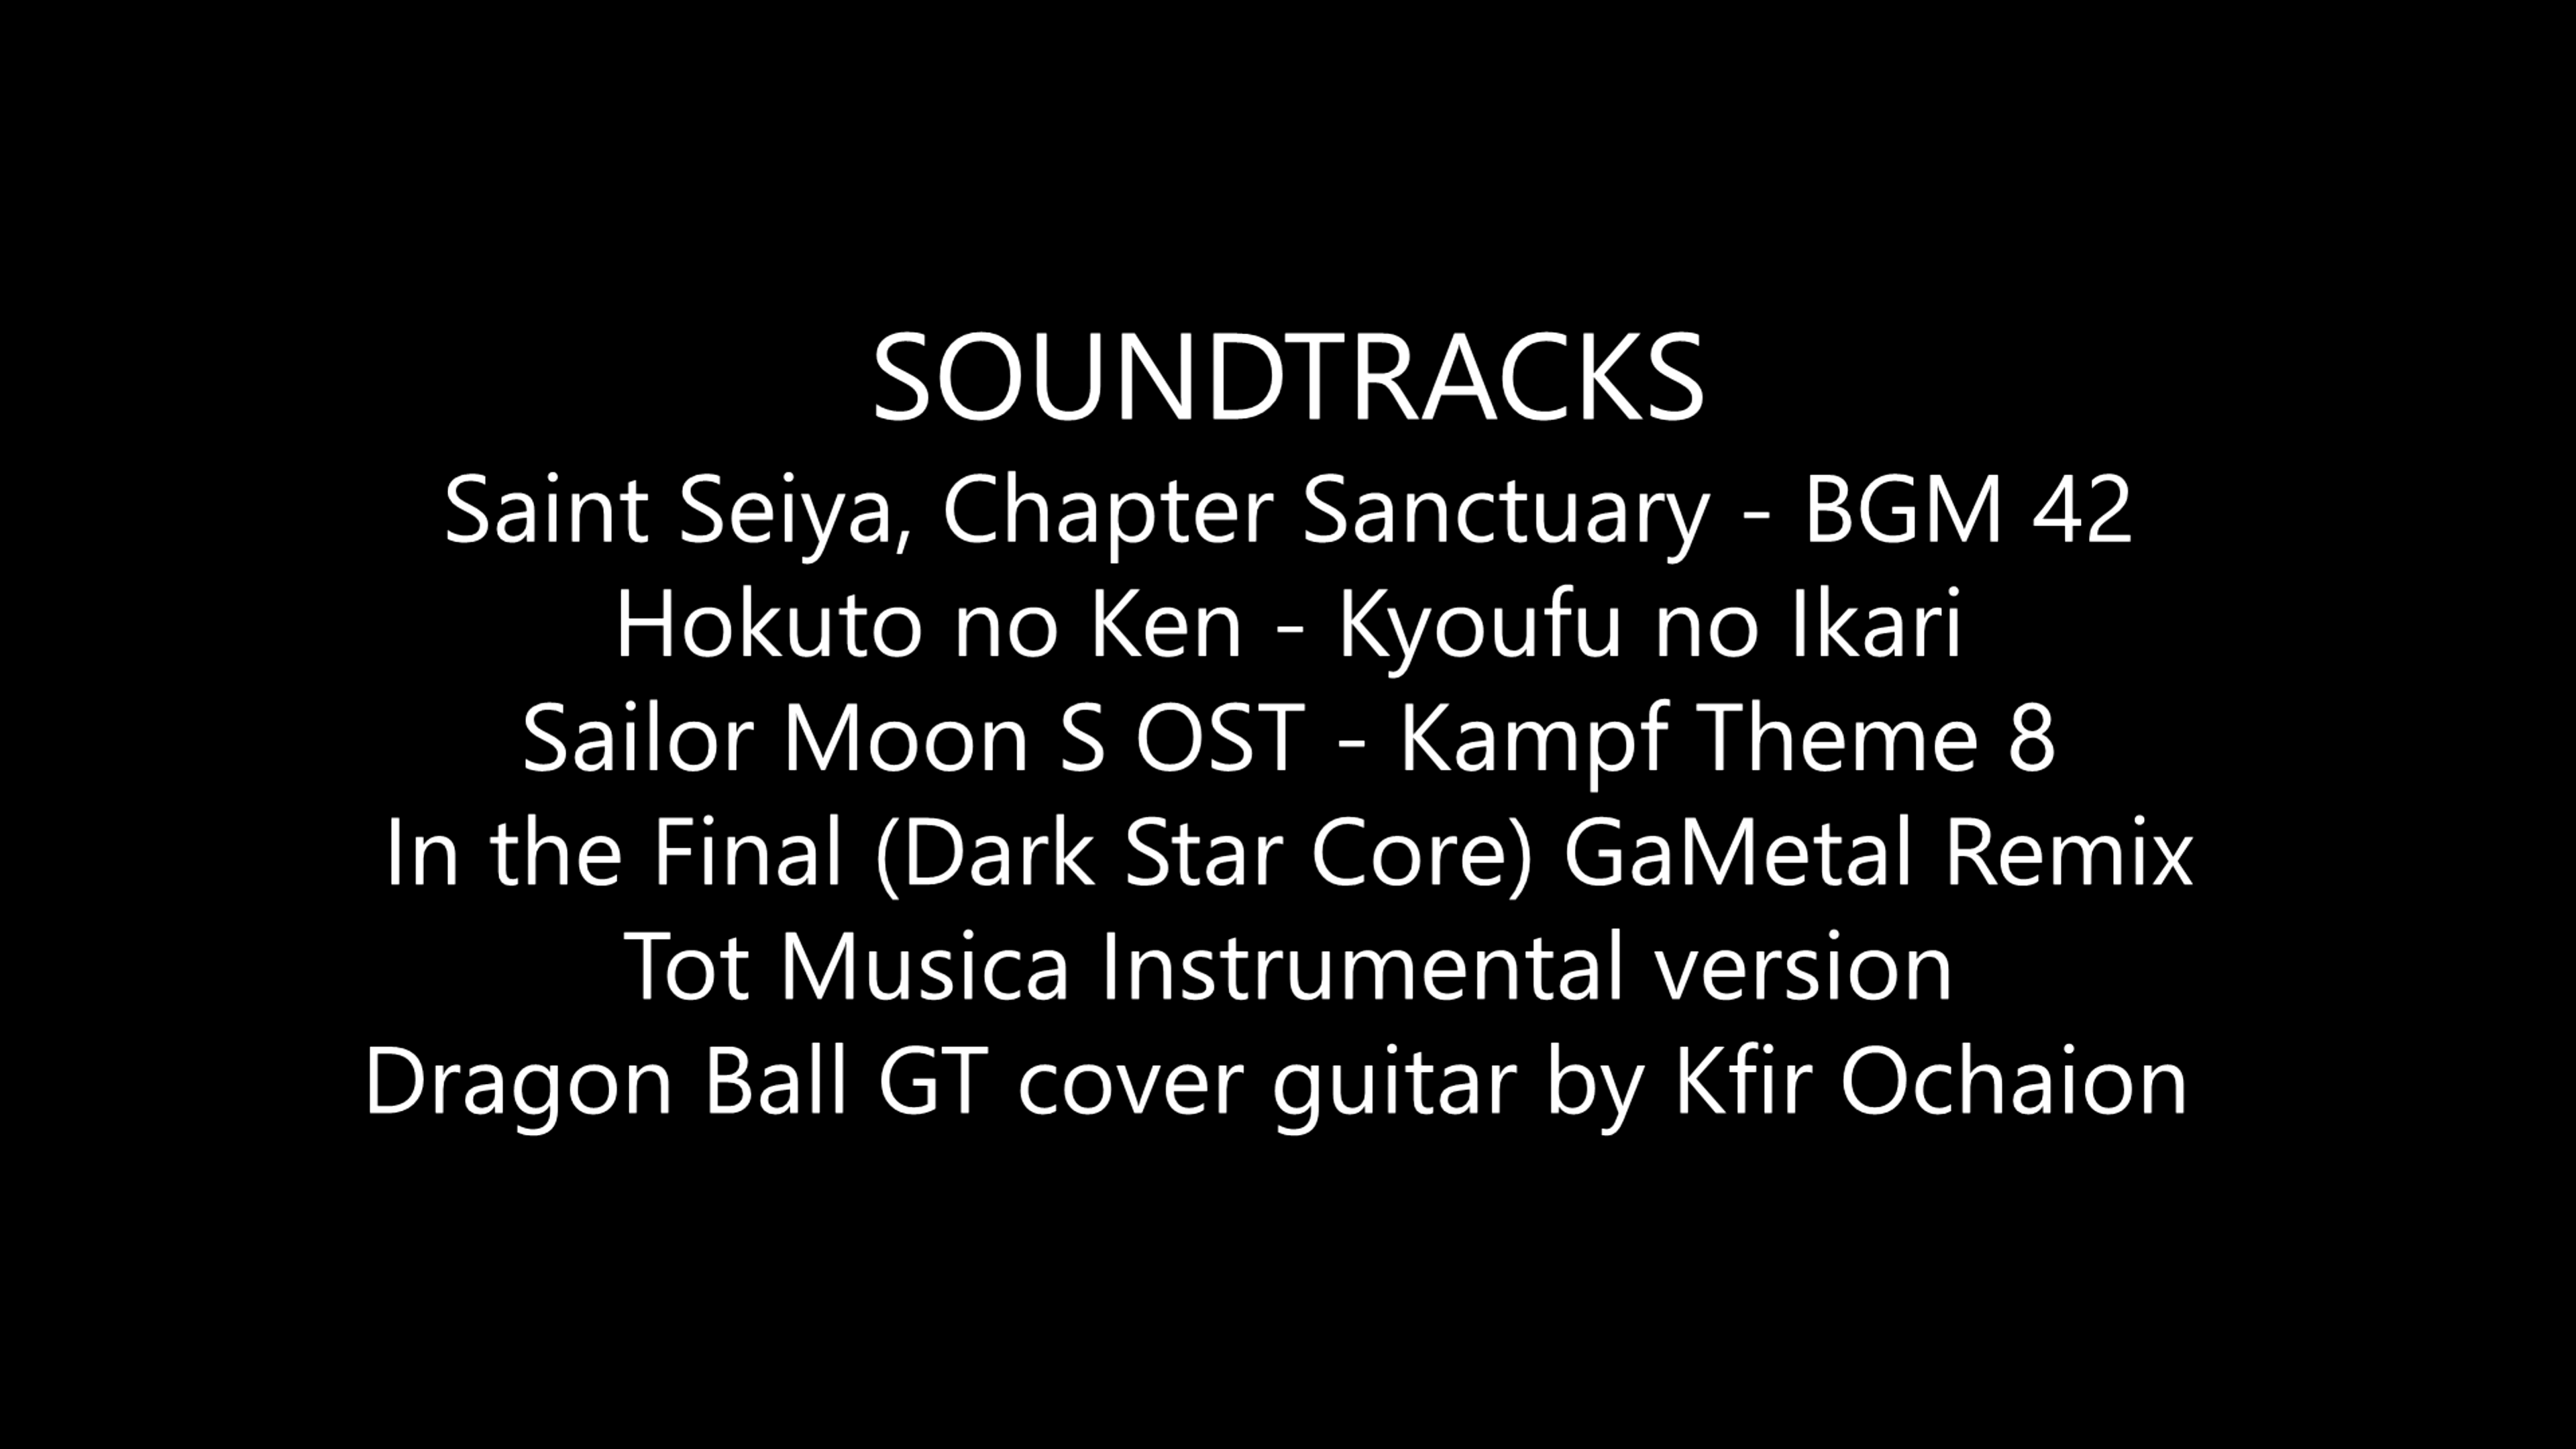 SOUNDTRACKS
Saint Seiya, Chapter Sanctuary - BGM 42
Hokuto no Ken - Kyoufu no Ikari
Sailor Moon S OST - Kampf Theme 8
In the Final (Dark Star Core) GaMetal Remix
Tot Musica Instrumental version
Dragon Ball GT cover guitar by Kfir Ochaion